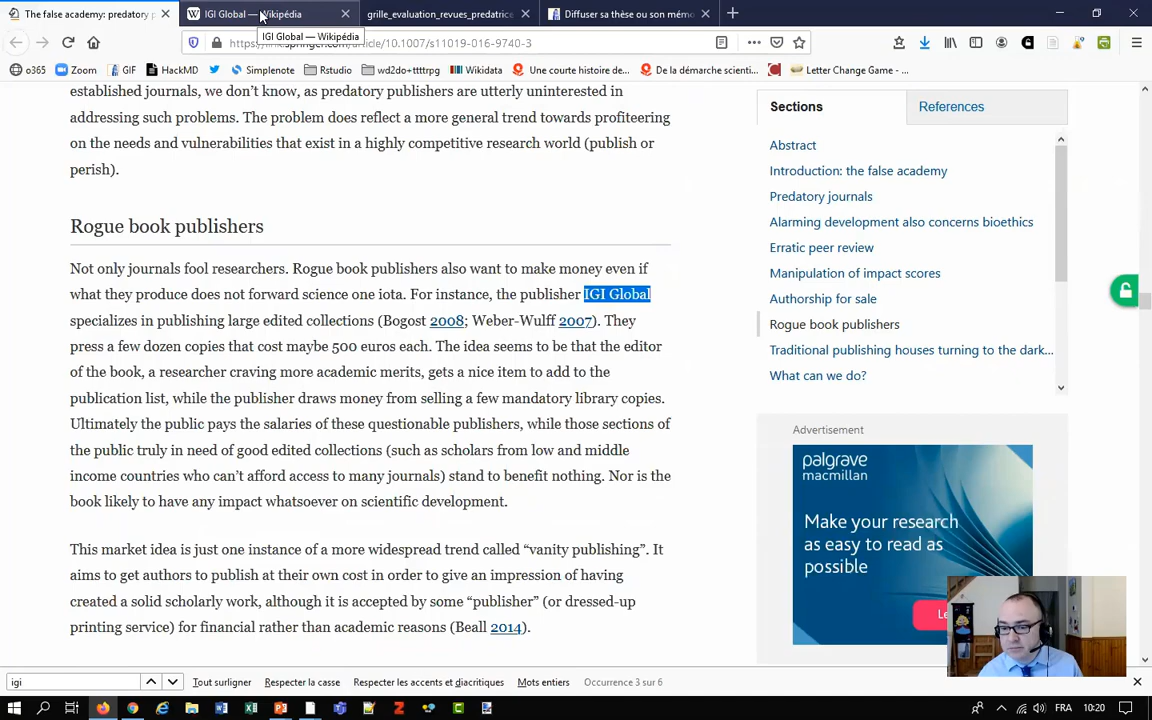 The false academy: predatory p
IGI Global — Wikipédia
grille_evaluation_revues_predatrice
Diffuser sa thèse ou son mémo
IGI Global — Wikipédia
article/10.1007/s11019-016-9740-3
o365
Zoom
GIF
HackMD
Simplenote
Rstudio
wd2do+ttttrpg
Wikidata
Une courte histoire de...
De la démarche scienti...
Letter Change Game - ...
established journals, we don't know, as predatory publishers are utterly uninterested in
addressing such problems. The problem does reflect a more general trend towards profiteering
on the needs and vulnerabilities that exist in a highly competitive research world (publish or
perish).
Rogue book publishers
Not only journals fool researchers. Rogue book publishers also want to make money even if
what they produce does not forward science one iota. For instance, the publisher IGI Global
specializes in publishing large edited collections (Bogost 2008; Weber-Wulff 2007). They
press a few dozen copies that cost maybe 500 euros each. The idea seems to be that the editor
of the book, a researcher craving more academic merits, gets a nice item to add to the
publication list, while the publisher draws money from selling a few mandatory library copies.
Ultimately the public pays the salaries of these questionable publishers, while those sections of
the public truly in need of good edited collections (such as scholars from low and middle
income countries who can't afford access to many journals) stand to benefit nothing. Nor is the
book likely to have any impact whatsoever on scientific development.
This market idea is just one instance of a more widespread trend called "vanity publishing". It
aims to get authors to publish at their own cost in order to give an impression of having
created a solid scholarly work, although it is accepted by some "publisher" (or dressed-up
printing service) for financial rather than academic reasons (Beall 2014).
Sections
References
Abstract
Introduction: the false academy
Predatory journals
Alarming development also concerns bioethics
Erratic peer review
Manipulation of impact scores
Authorship for sale
Rogue book publishers
Traditional publishing houses turning to the dark...
What can we do?
Advertisement
palgrave
macmillan
Make your research
as easy to read as
possible
igi
Tout surligner
Respecter la casse
Respecter les accents et diacritiques
Mots entiers
Occurrence 3 sur 6
FRA
10:20